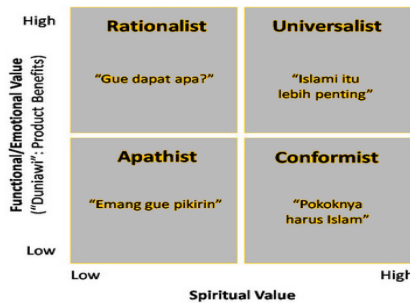 High
Rationalist
Universalist
"Gue dapat apa?"
"Islami itu
lebih penting"
Functional/Emotional Value
("Duniawi": Product Benefits)
Apathist
Conformist
"Emang gue pikirin"
"Pokoknya
harus Islam"
Low
Low
High
Spiritual Value